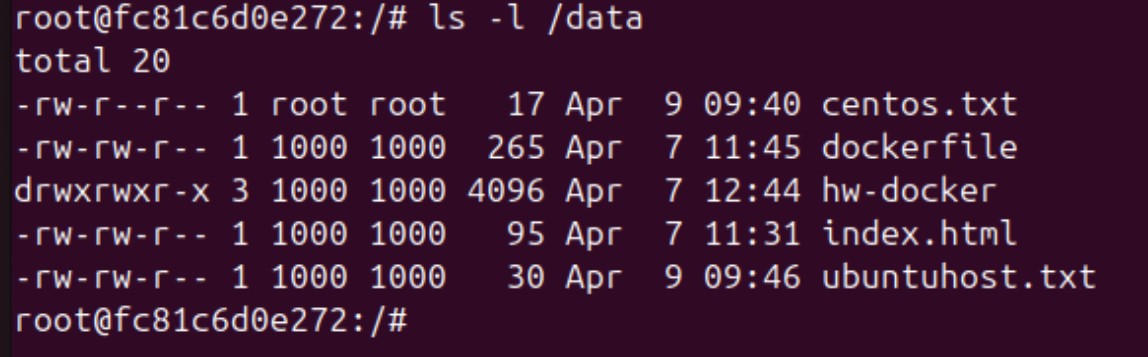 root@fc81c6d0e272:/# ls -l /data
total 20
-rw-r--r-- 1 root root   17 Apr  9 09:40 centos.txt
-rw-rw-r-- 1 1000 1000  265 Apr  7 11:45 dockerfile
drwxrwxr-x 3 1000 1000 4096 Apr  7 12:44 hw-docker
-rw-rw-r-- 1 1000 1000   95 Apr  7 11:31 index.html
-rw-rw-r-- 1 1000 1000   30 Apr  9 09:46 ubuntuhost.txt
root@fc81c6d0e272:/#